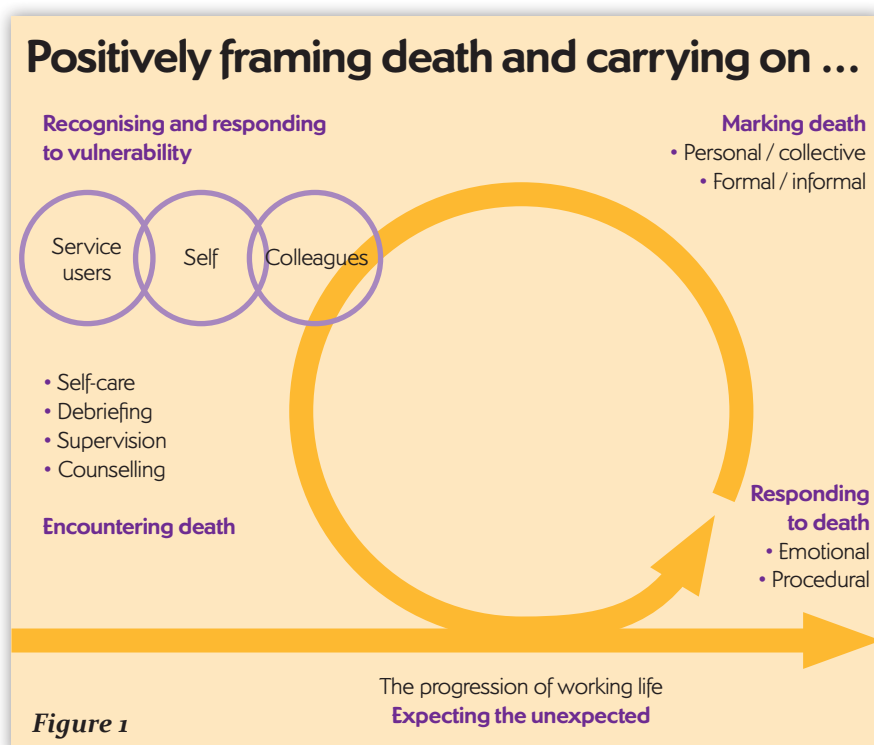 Positively framing death and carrying on ...
Recognising and responding
to vulnerability
Service
users
Self
Colleagues
• Self-care
• Debriefing
• Supervision
• Counselling
Encountering death
Marking death
• Personal / collective
• Formal / informal
Responding
to death
• Emotional
• Procedural
The progression of working life
Expecting the unexpected
Figure 1